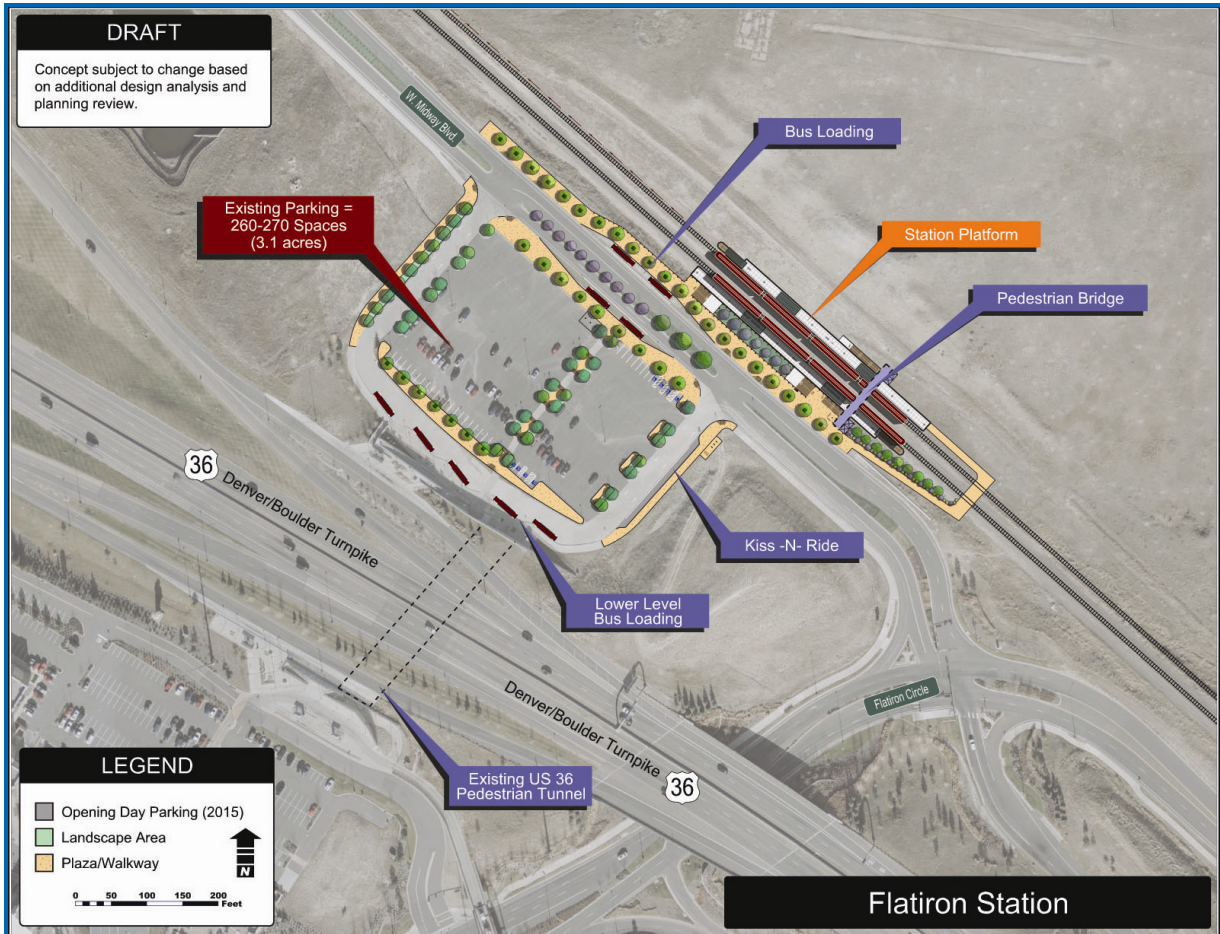 DRAFT
Concept subject to change based
on additional design analysis and
planning review.
W. Midway Blvd
Bus Loading
Existing Parking =
260-270 Spaces
(3.1 acres)
Station Platform
Pedestrian Bridge
36
Denver/Boulder Turnpike
Kiss -N- Ride
Lower Level
Bus Loading
Flatiron Circle
Denver/Boulder Turnpike
36
Existing US 36
Pedestrian Tunnel
LEGEND
Opening Day Parking (2015)
Landscape Area
Plaza/Walkway
N
0 50 100 150 200
Feet
Flatiron Station